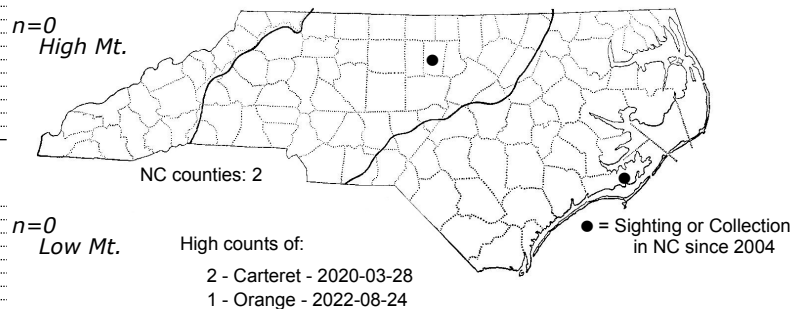 n=0
High Mt.
NC counties: 2
n=0
Low Mt.
High counts of:
2 - Carteret - 2020-03-28
1 - Orange - 2022-08-24
● = Sighting or Collection
in NC since 2004